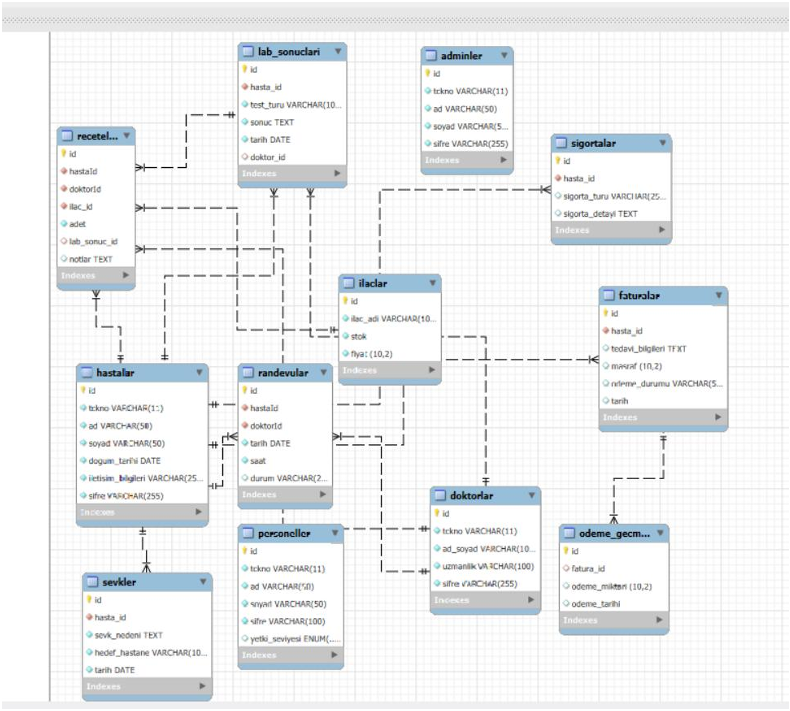 lab_sonuclari
id
hasta_id
test_turu VARCHAR(10...
sonuc TEXT
tarih DATE
doktor_id
Indexes
adminler
id
tckno VARCHAR(11)
ad VARCHAR(50)
soyad VARCHAR(5...
sifre VARCHAR(255)
Indexes
recetel...
id
hastaId
doktorId
ilac_id
adet
lab_sonuc_id
notlar TEXT
Indexes
sigortalar
id
hasta_id
sigorta_turu VARCHAR(25...
sigorta_detayi TEXT
Indexes
ilaclar
id
ilac_adi VARCHAR(10...
stok
fiyat (10,2)
Indexes
faturalar
id
hasta_id
tedavi_bilgileri TEXT
masraf (10,2)
odeme_durumu VARCHAR(5...
tarih
Indexes
hastalar
id
tckno VARCHAR(11)
ad VARCHAR(50)
soyad VARCHAR(50)
dogum_tarihi DATE
iletisim_bilgileri VARCHAR(25...
sifre VARCHAR(255)
Indexes
randevular
id
hastaId
doktorId
tarih DATE
saat
durum VARCHAR(2...
Indexes
doktorlar
id
tckno VARCHAR(11)
ad_soyad VARCHAR(10...
uzmanlik VARCHAR(100)
sifre VARCHAR(255)
Indexes
personeller
id
tckno VARCHAR(11)
ad VARCHAR(50)
soyad VARCHAR(50)
sifre VARCHAR(100)
yetki_seviyesi ENUM(...
Indexes
odeme_gecm...
id
fatura_id
odeme_miktari (10,2)
odeme_tarihi
Indexes
sevkler
id
hasta_id
sevk_nedeni TEXT
hedef_hastane VARCHAR(10...
tarih DATE
Indexes